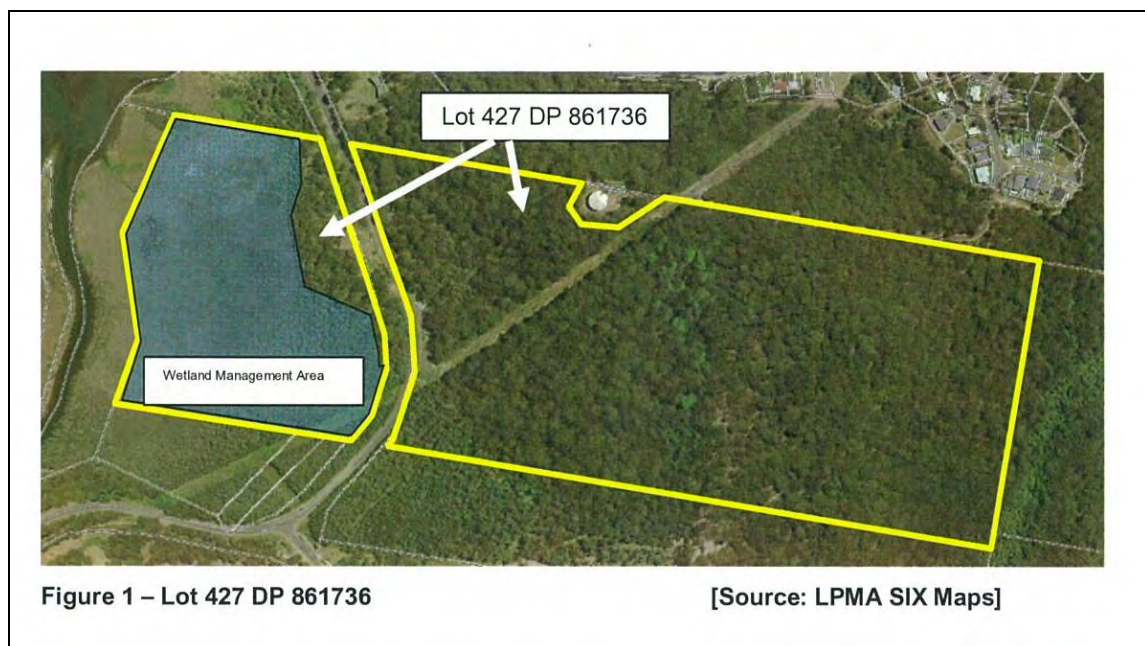 Lot 427 DP 861736
Wetland Management Area
Figure 1 – Lot 427 DP 861736 [Source: LPMA SIX Maps]